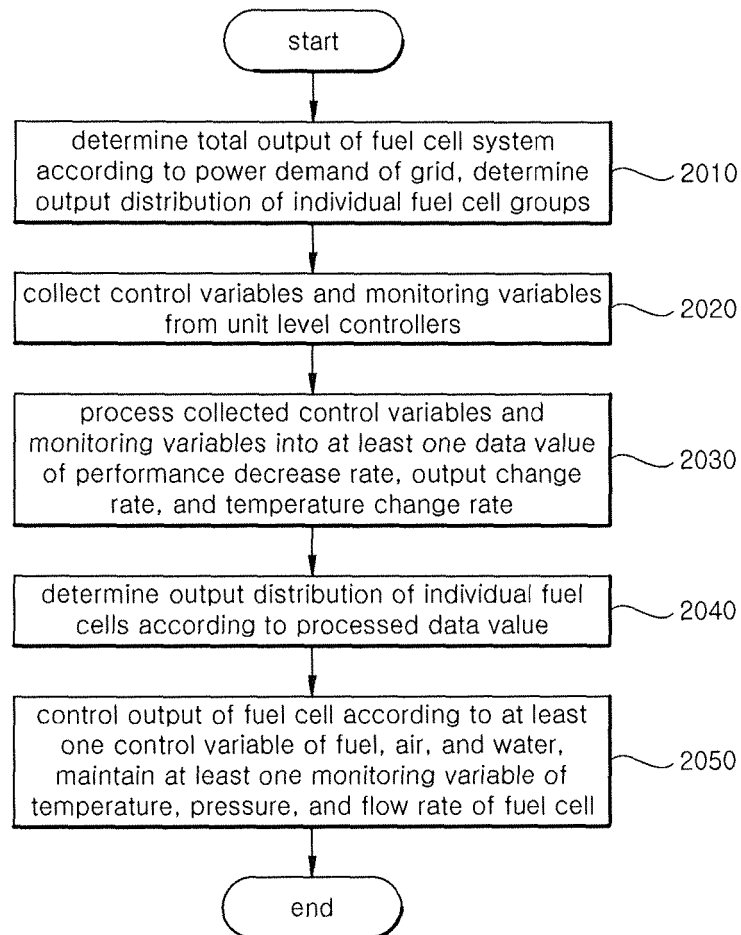 start
determine total output of fuel cell system
according to power demand of grid, determine
output distribution of individual fuel cell groups
2010
collect control variables and monitoring variables
from unit level controllers
2020
process collected control variables and
monitoring variables into at least one data value
of performance decrease rate, output change
rate, and temperature change rate
2030
determine output distribution of individual fuel
cells according to processed data value
2040
control output of fuel cell according to at least
one control variable of fuel, air, and water,
maintain at least one monitoring variable of
temperature, pressure, and flow rate of fuel cell
2050
end